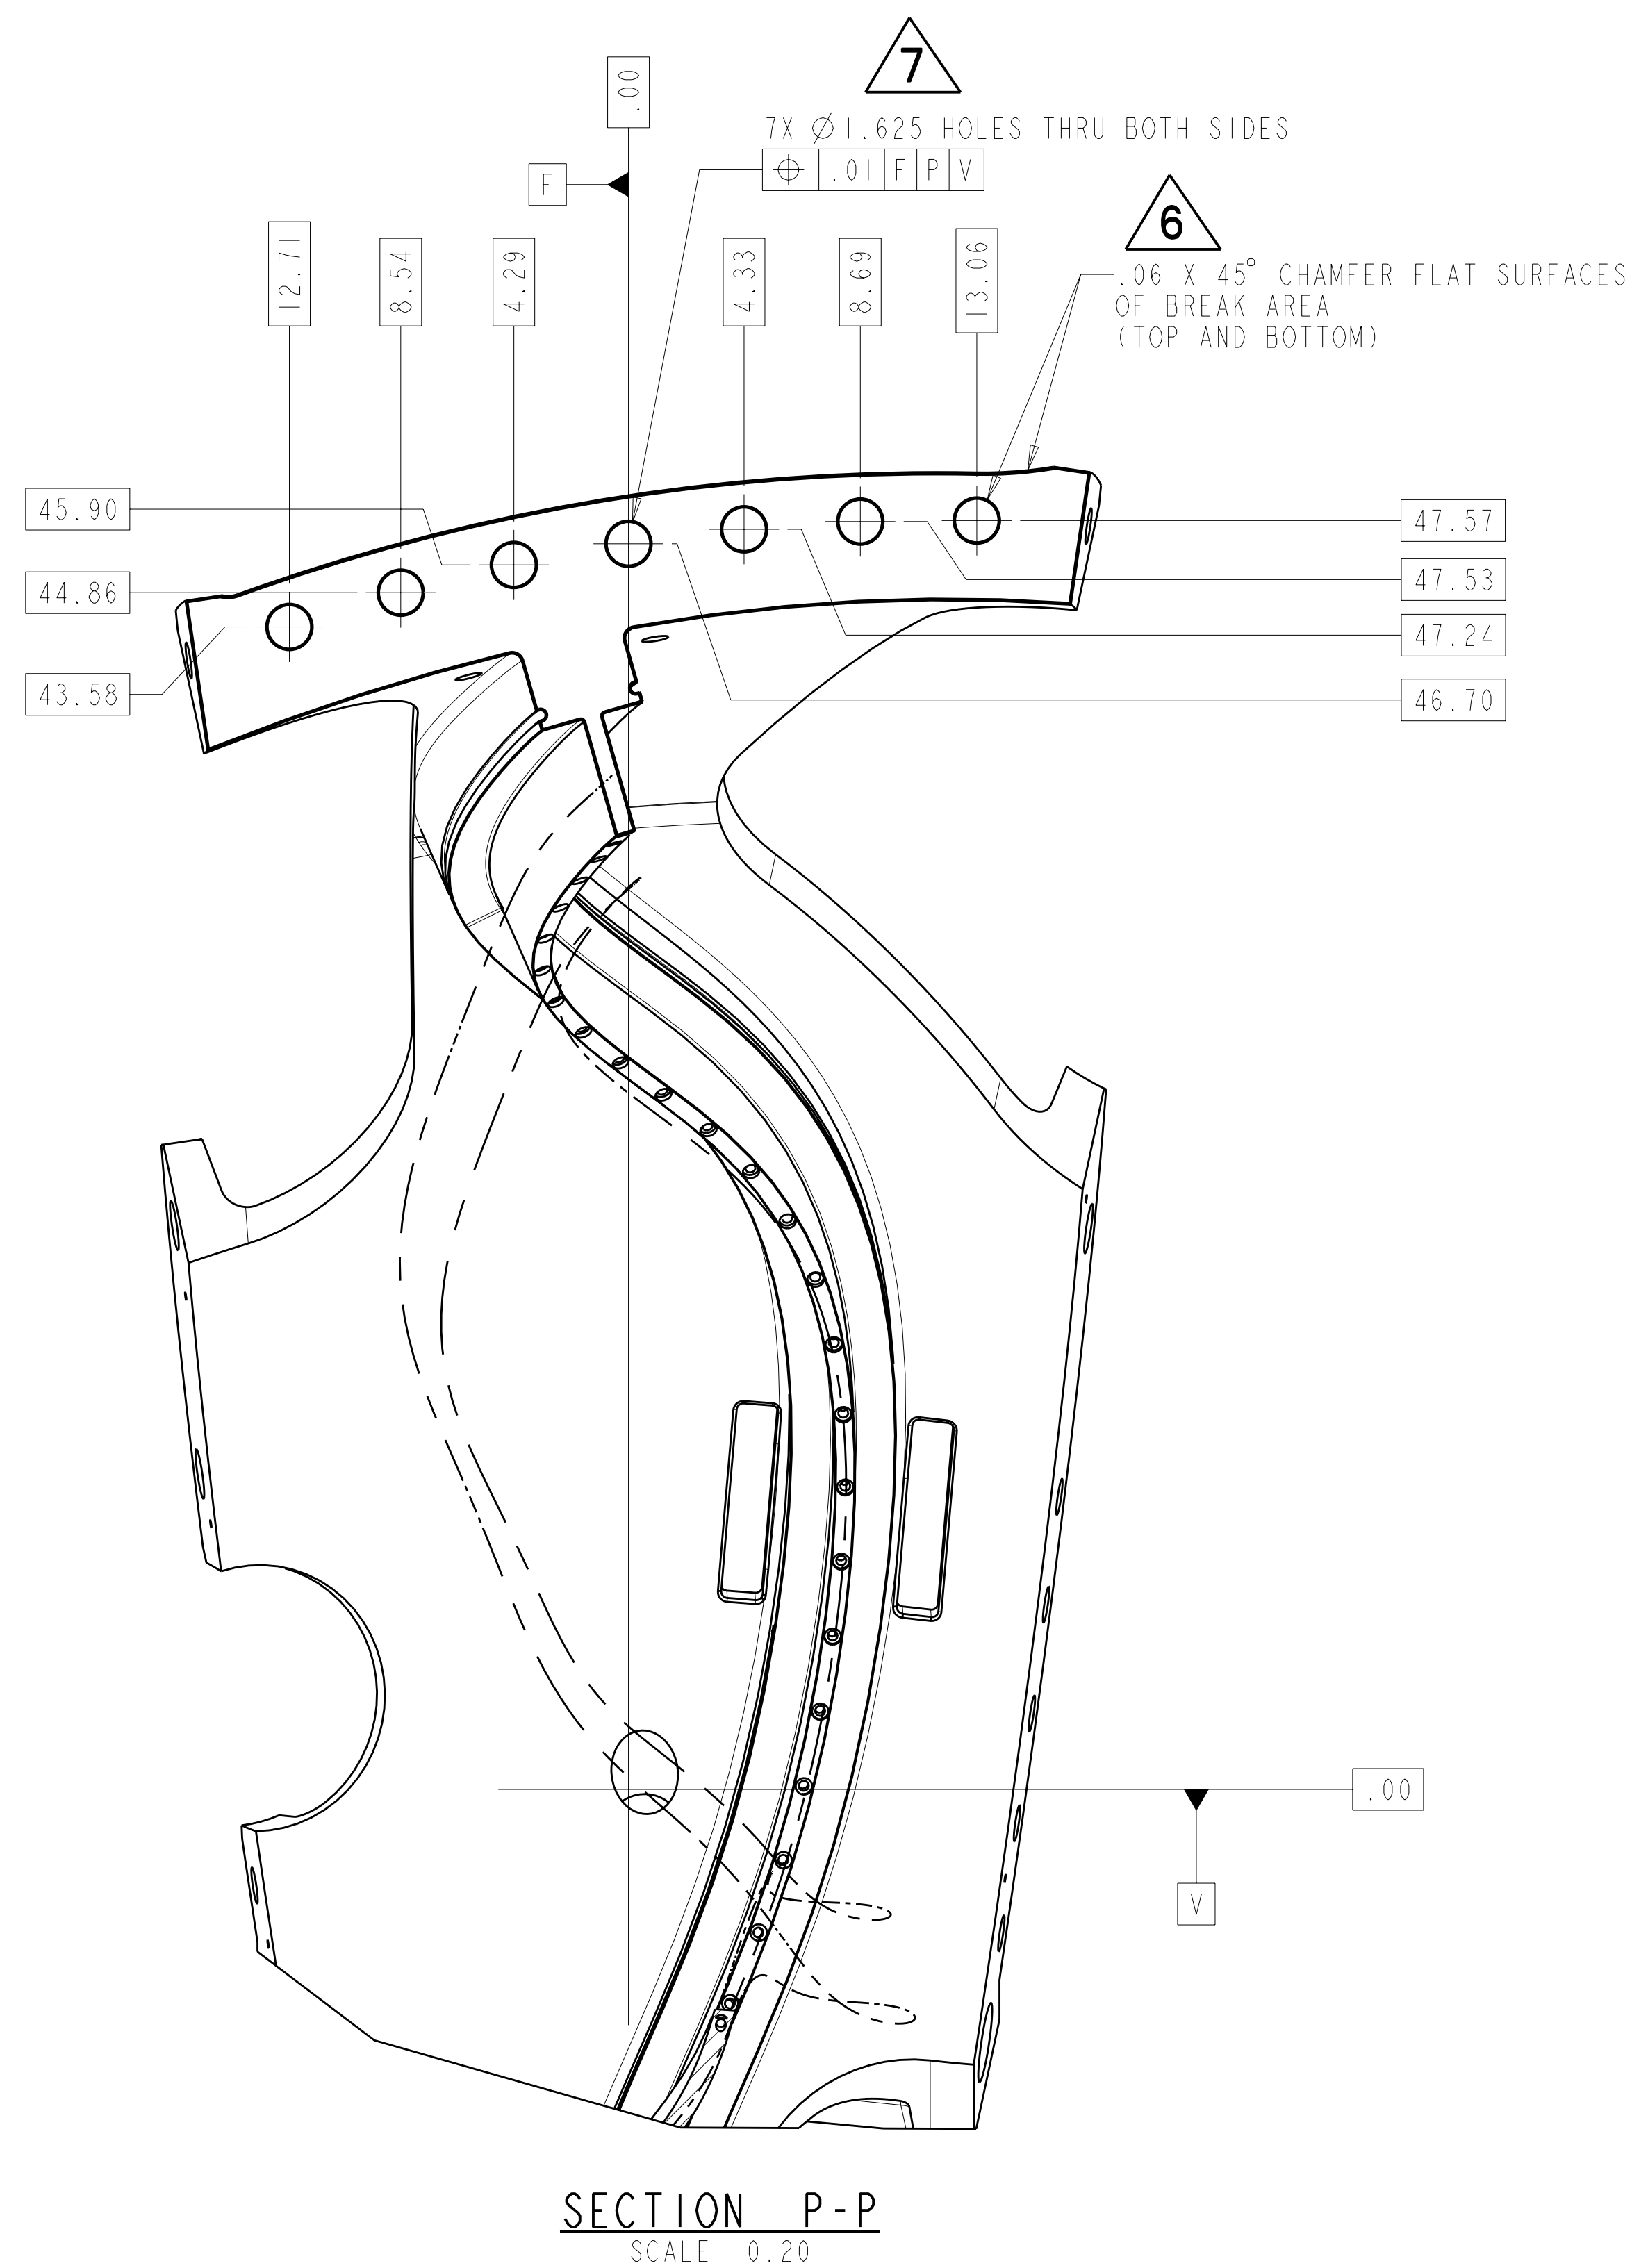 7
.00
7X Ø1.625 HOLES THRU BOTH SIDES
⌖ .01 F P V
F
6
.06 X 45° CHAMFER FLAT SURFACES
OF BREAK AREA
(TOP AND BOTTOM)
12.71
8.54
4.29
4.33
8.69
13.06
45.90
44.86
43.58
47.57
47.53
47.24
46.70
.00
V
SECTION P-P
SCALE 0.20